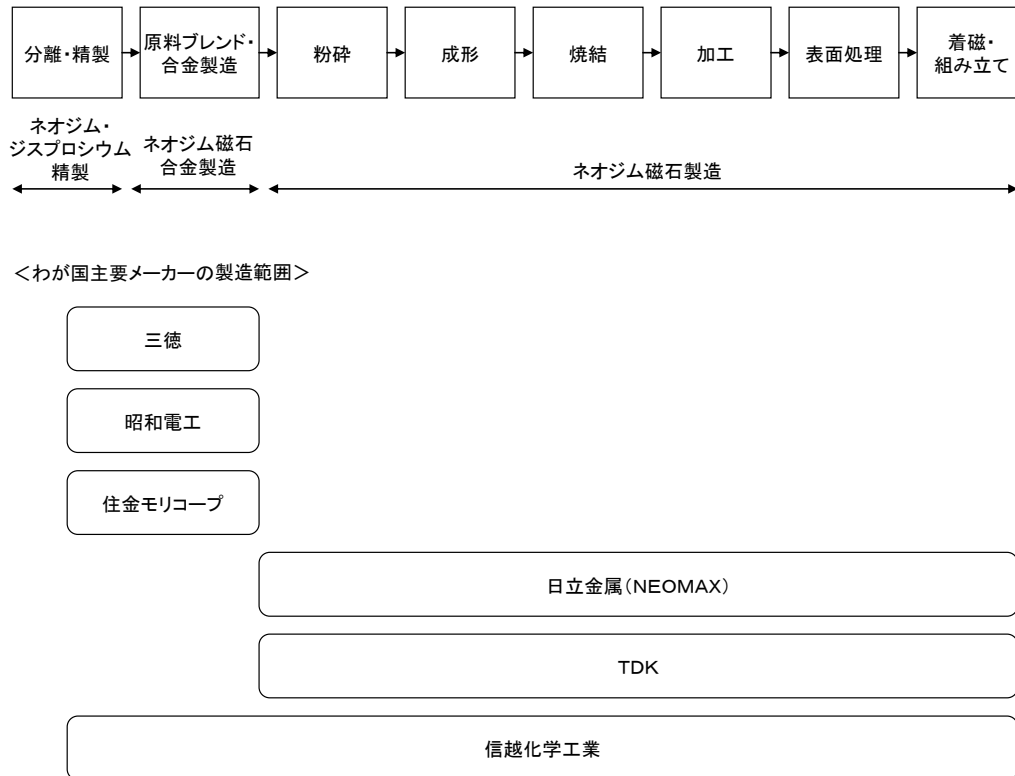 分離・精製
原料ブレンド・
合金製造
粉砕
成形
焼結
加工
表面処理
着磁・
組み立て
ネオジム・
ジスプロシウム
精製
ネオジム磁石
合金製造
ネオジム磁石製造
＜わが国主要メーカーの製造範囲＞
三徳
昭和電工
住金モリコープ
日立金属（NEOMAX）
TDK
信越化学工業